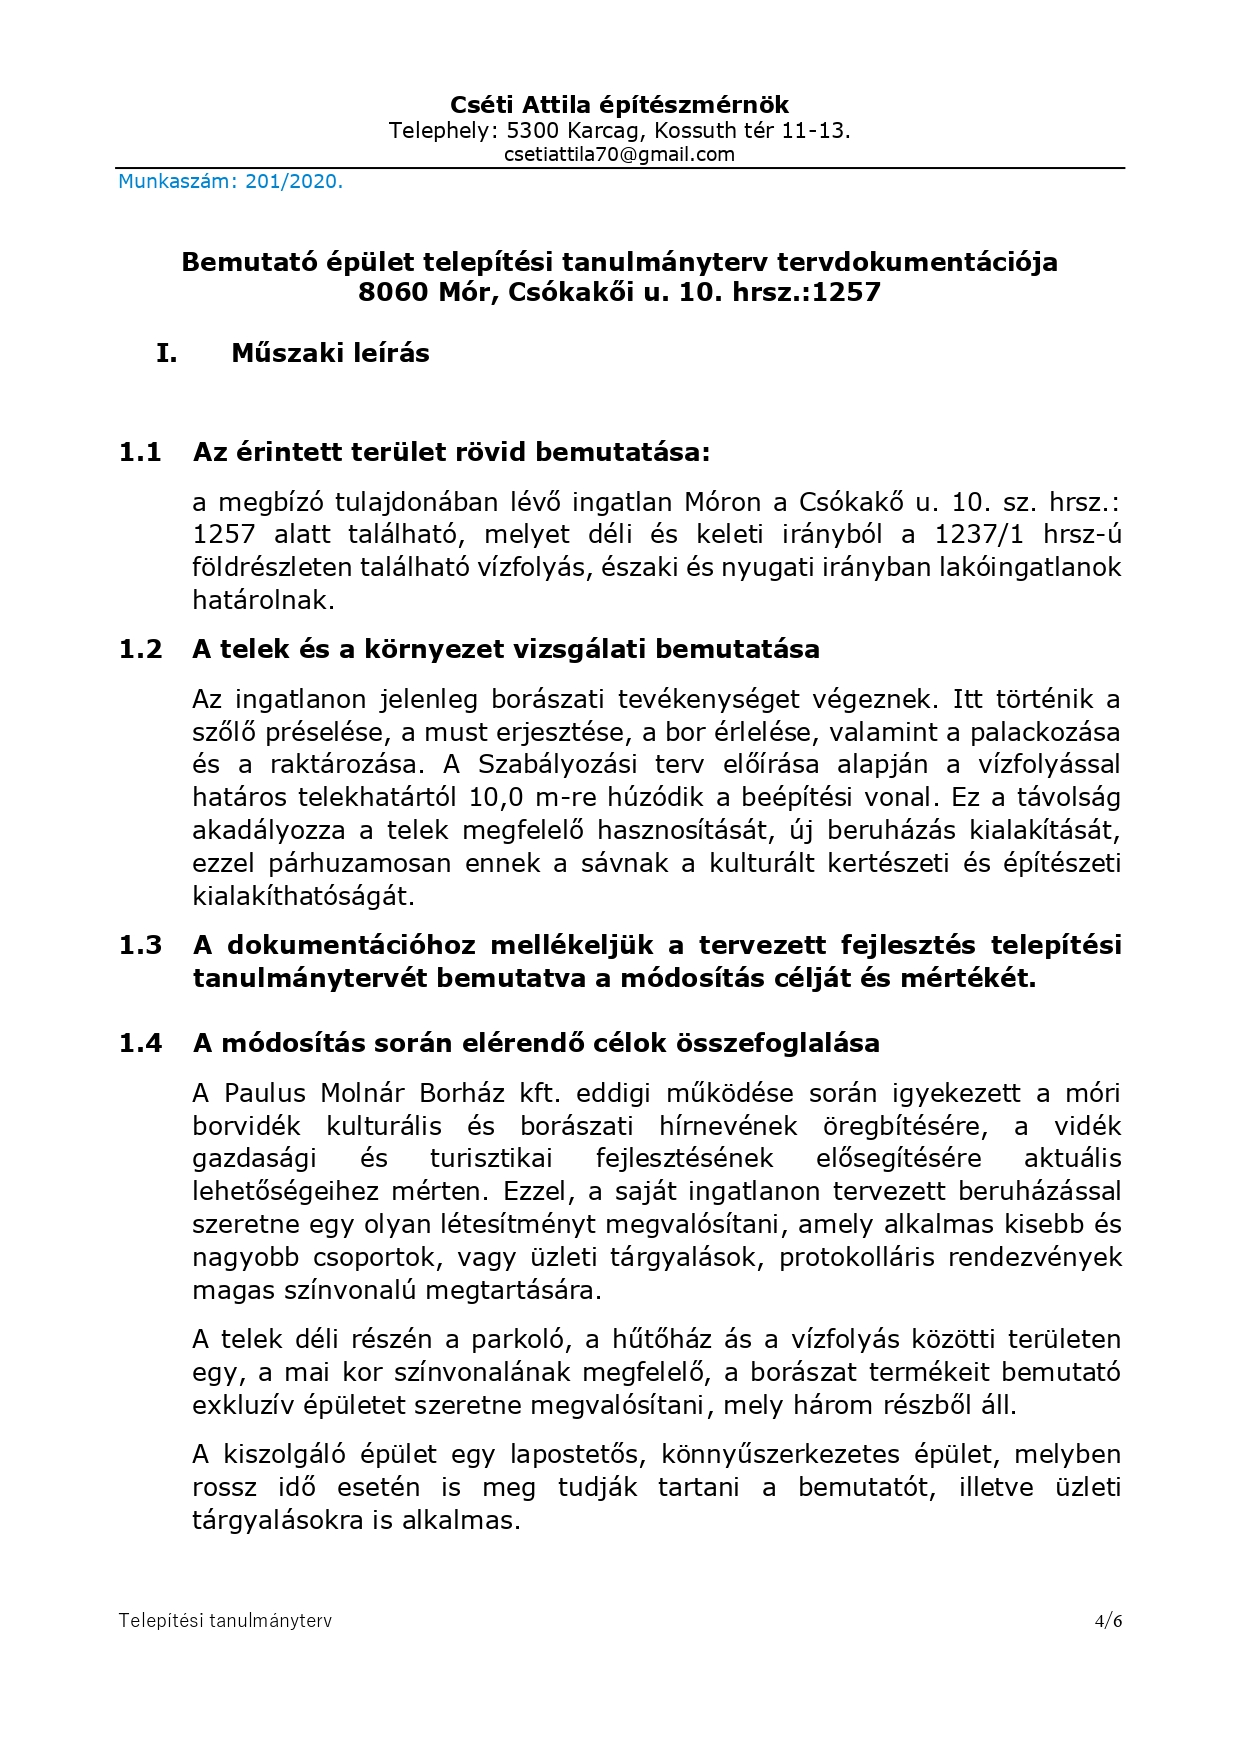 Cséti Attila építészmérnök
Telephely: 5300 Karcag, Kossuth tér 11-13.
csetiattila70@gmail.com
Munkaszám: 201/2020.
Bemutató épület telepítési tanulmányterv tervdokumentációja
8060 Mór, Csókakői u. 10. hrsz.:1257
I. Műszaki leírás
1.1 Az érintett terület rövid bemutatása:
a megbízó tulajdonában lévő ingatlan Móron a Csókakő u. 10. sz. hrsz.:
1257 alatt található, melyet déli és keleti irányból a 1237/1 hrsz-ú
földrészleten található vízfolyás, északi és nyugati irányban lakóingatlanok
határolnak.
1.2 A telek és a környezet vizsgálati bemutatása
Az ingatlanon jelenleg borászati tevékenységet végeznek. Itt történik a
szőlő préselése, a must erjesztése, a bor érlelése, valamint a palackozása
és a raktározása. A Szabályozási terv előírása alapján a vízfolyással
határos telekhatártól 10,0 m-re húzódik a beépítési vonal. Ez a távolság
akadályozza a telek megfelelő hasznosítását, új beruházás kialakítását,
ezzel párhuzamosan ennek a sávnak a kulturált kertészeti és építészeti
kialakíthatóságát.
1.3 A dokumentációhoz mellékeljük a tervezett fejlesztés telepítési
tanulmánytervét bemutatva a módosítás célját és mértékét.
1.4 A módosítás során elérendő célok összefoglalása
A Paulus Molnár Borház kft. eddigi működése során igyekezett a móri
borvidék kulturális és borászati hírnevének öregbítésére, a vidék
gazdasági és turisztikai fejlesztésének elősegítésére aktuális
lehetőségeihez mérten. Ezzel, a saját ingatlanon tervezett beruházással
szeretne egy olyan létesítményt megvalósítani, amely alkalmas kisebb és
nagyobb csoportok, vagy üzleti tárgyalások, protokolláris rendezvények
magas színvonalú megtartására.
A telek déli részén a parkoló, a hűtőház ás a vízfolyás közötti területen
egy, a mai kor színvonalának megfelelő, a borászat termékeit bemutató
exkluzív épületet szeretne megvalósítani, mely három részből áll.
A kiszolgáló épület egy lapostetős, könnyűszerkezetes épület, melyben
rossz idő esetén is meg tudják tartani a bemutatót, illetve üzleti
tárgyalásokra is alkalmas.
Telepítési tanulmányterv 4/6